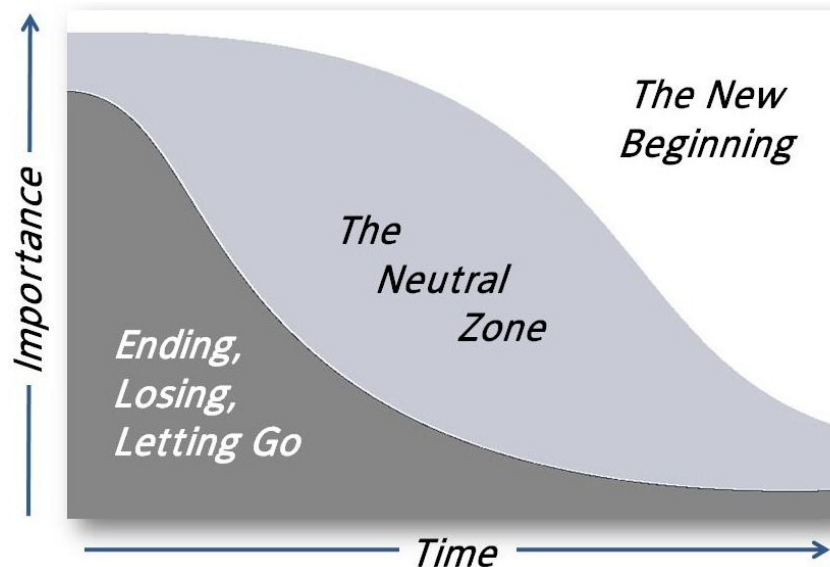 The New
Beginning
The
Neutral
Zone
Ending,
Losing,
Letting Go
Importance
Time